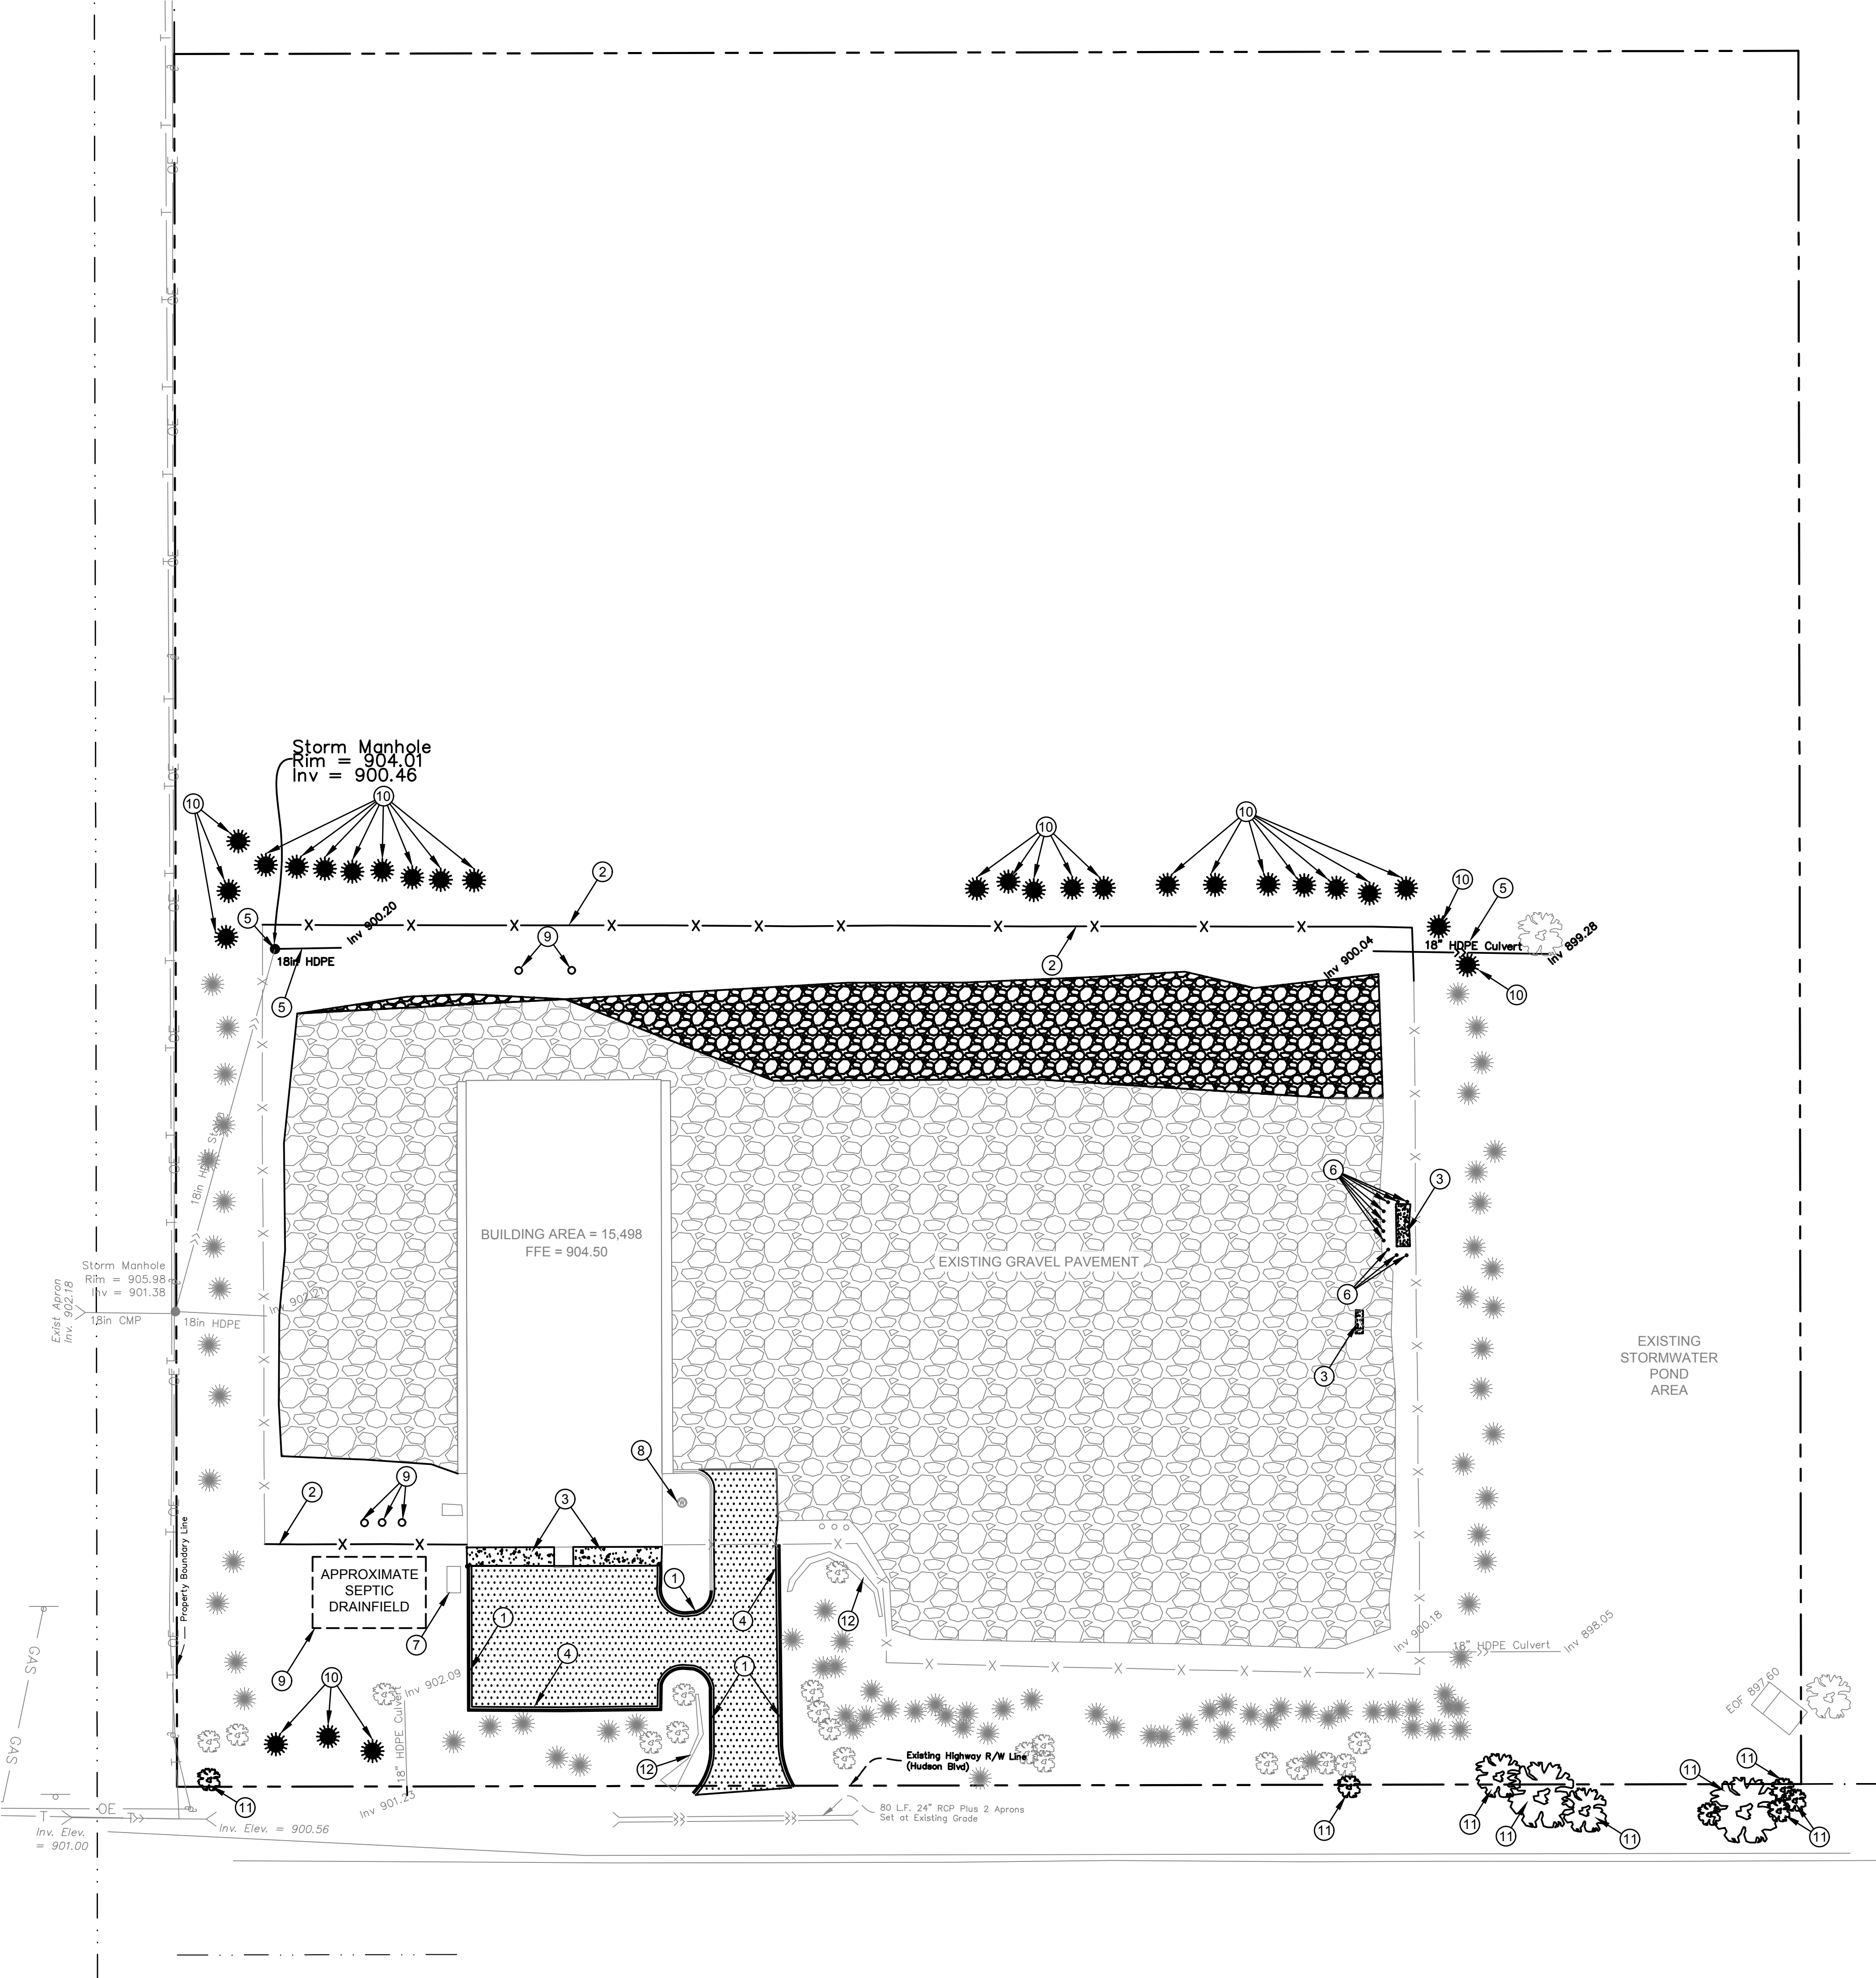 Storm Manhole
Rim = 904.01
Inv = 900.46
10
10
10
10
2
10
5
5
9
Inv 900.20
18in HDPE
2
Inv 900.04
18" HDPE Culvert
Inv 899.28
5
10
18in HDPE
6
3
BUILDING AREA = 15,498
FFE = 904.50
EXISTING GRAVEL PAVEMENT
Storm Manhole
Rim = 905.98
Inv = 901.38
Exist Apron
Inv. 902.18
18in CMP
18in HDPE
Inv 902.21
6
3
EXISTING
STORMWATER
POND
AREA
8
9
2
3
Property Boundary Line
APPROXIMATE
SEPTIC
DRAINFIELD
7
1
1
4
12
4
1
9
10
Inv 902.09
18" HDPE Culvert
Inv 901.23
Inv 900.18
18" HDPE Culvert
Inv 898.05
EOF 897.60
GAS
GAS
12
Existing Highway R/W Line
(Hudson Blvd)
80 L.F. 24" RCP Plus 2 Aprons
Set at Existing Grade
11
11
11
11
11
11
11
11
OE
T
T
Inv. Elev.
= 901.00
Inv. Elev. = 900.56